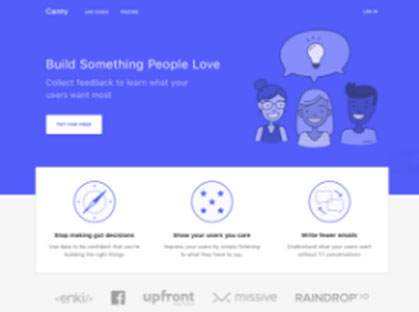 Canny
USE CASES PRICING
LOG IN
Build Something People Love
Collect feedback to learn what your
users want most
TRY FOR FREE
Stop making gut decisions
Use data to be confident that you're
building the right things.
Show your users you care
Impress your users by simply listening
to what they have to say.
Write fewer emails
Understand what your users want
without 1:1 conversations.
<enki/>
upfront
missive
RAINDROP IO